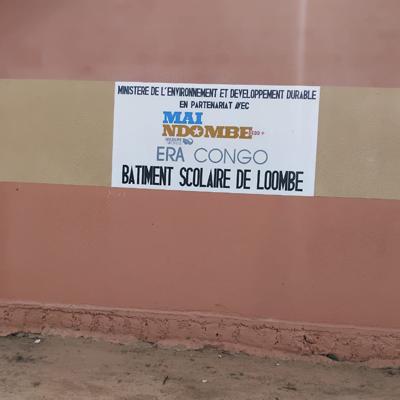 MINISTERE DE L'ENVIRONNEMENT ET DEVELOPPEMENT DURABLE
EN PARTENARIAT AVEC
MAI
NDOMBE
ERA CONGO
BATIMENT SCOLAIRE DE LOOMBE